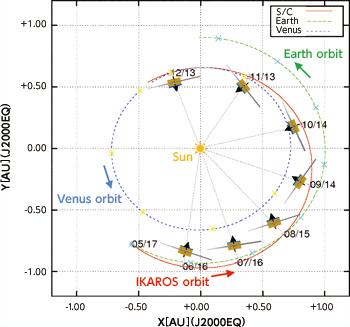 +1.00
+0.50
0.00
-0.50
-1.00
Y[AU](J2000EQ)
S/C
Earth
Venus
Earth orbit
12/13
11/13
10/14
Sun
09/14
Venus orbit
08/15
05/17
06/16
07/16
IKAROS orbit
-1.00
-0.50
+0.00
+0.50
+1.00
X[AU](J2000EQ)